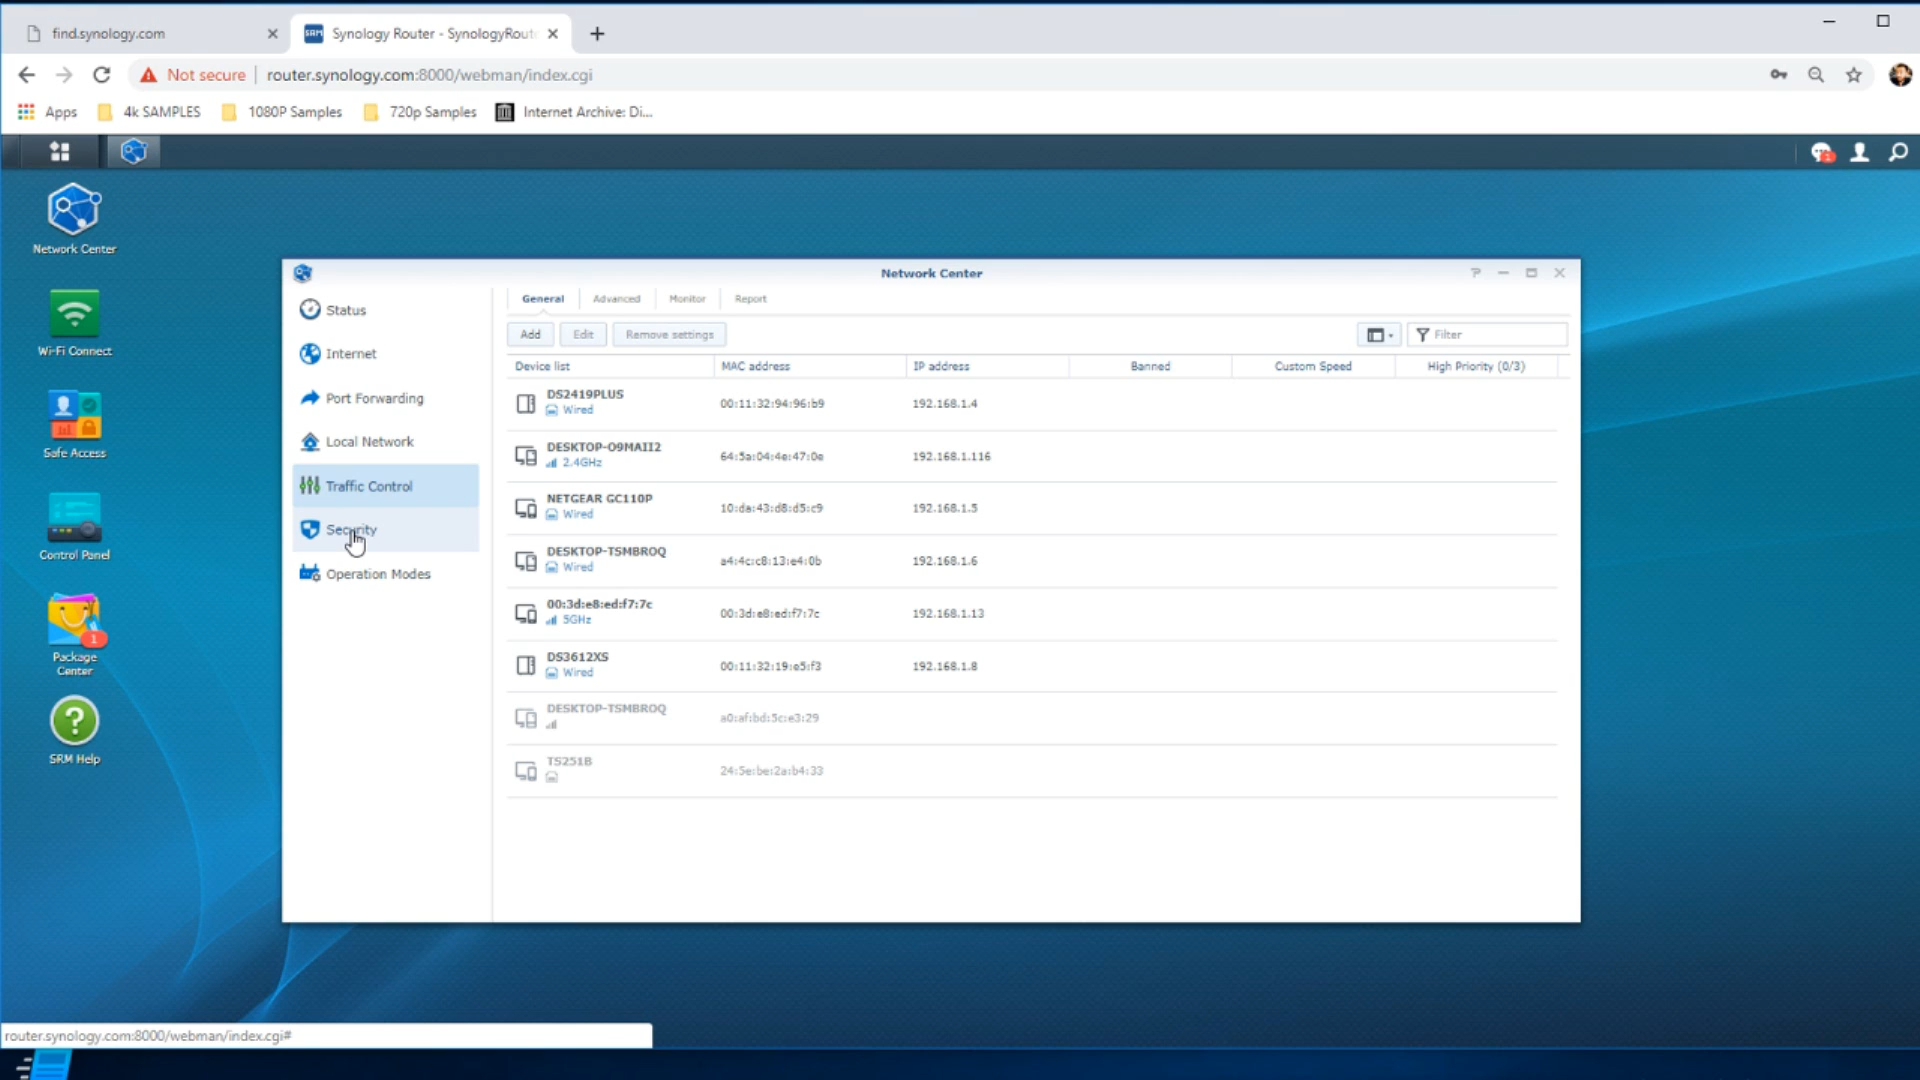 find.synology.com
SRM Synology Router - SynologyRout
Not secure router.synology.com:8000/webman/index.cgi
Apps 4k SAMPLES 1080P Samples 720p Samples Internet Archive: Di...
1
Network Center
Wi-Fi Connect
Safe Access
Control Panel
1
Package
Center
SRM Help
Network Center
Status
Internet
Port Forwarding
Local Network
Traffic Control
Security
Operation Modes
General Advanced Monitor Report
Add Edit Remove settings Filter
Device list MAC address IP address Banned Custom Speed High Priority (0/3)
DS2419PLUS
Wired
00:11:32:94:96:b9 192.168.1.4
DESKTOP-O9MAII2
2.4GHz
64:5a:04:4e:47:0e 192.168.1.116
NETGEAR GC110P
Wired
10:da:43:d8:d5:c9 192.168.1.5
DESKTOP-TSMBROQ
Wired
a4:4c:c8:13:e4:0b 192.168.1.6
00:3d:e8:ed:f7:7c
5GHz
00:3d:e8:ed:f7:7c 192.168.1.13
DS3612XS
Wired
00:11:32:19:e5:f3 192.168.1.8
DESKTOP-TSMBROQ
a0:af:bd:5c:e3:29
TS251B
24:5e:be:2a:b4:33
router.synology.com:8000/webman/index.cgi#